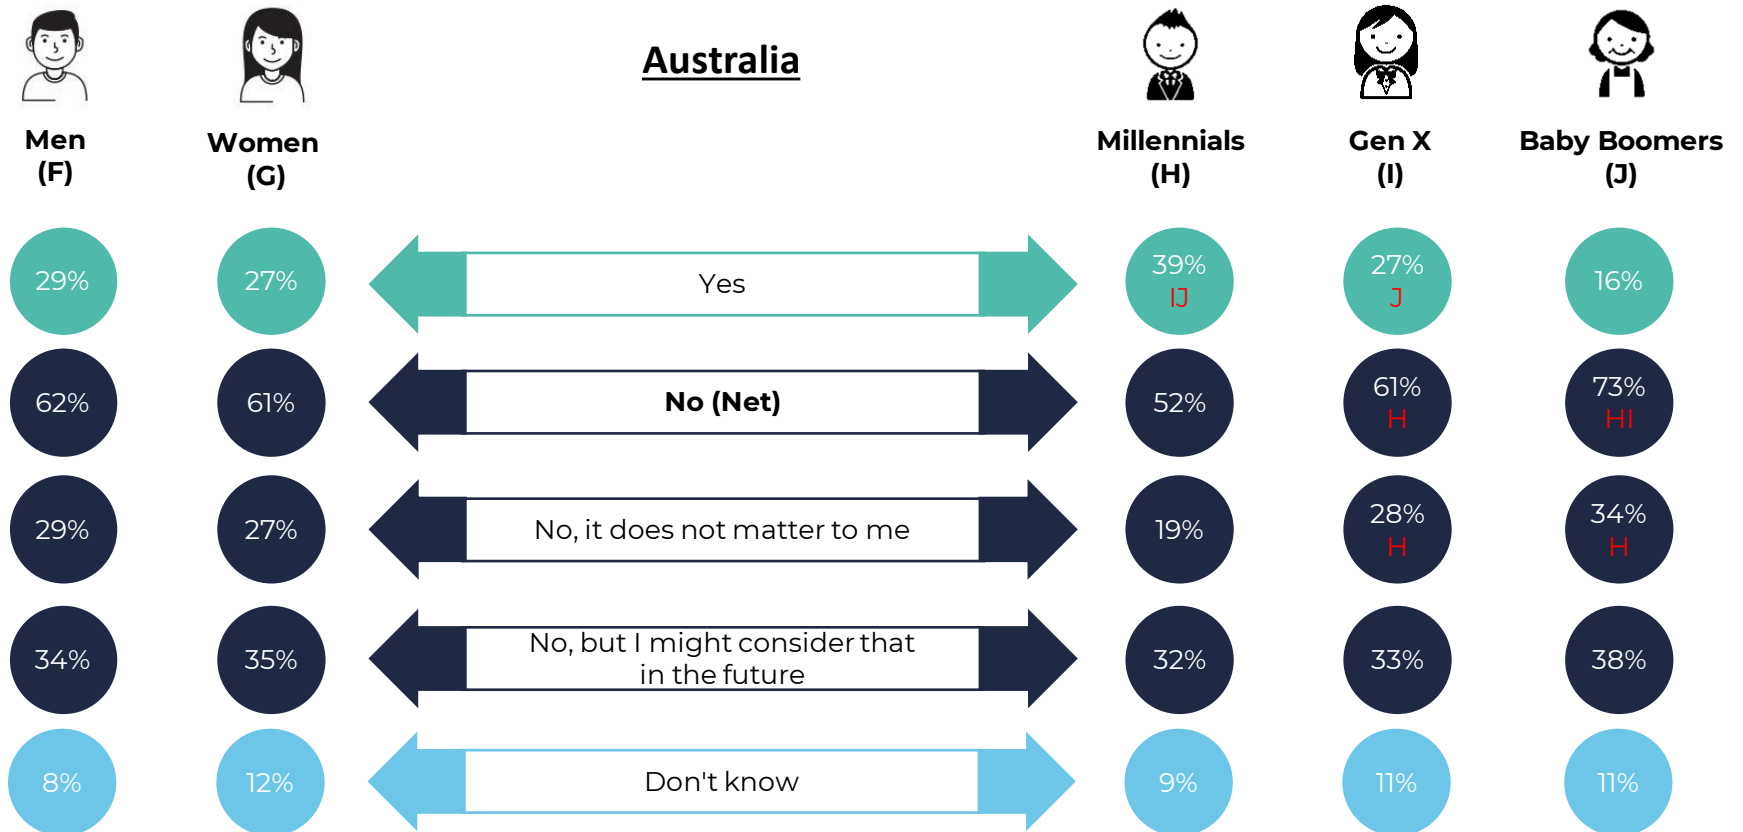 Australia
Men
(F)
Women
(G)
Millennials
(H)
Gen X
(I)
Baby Boomers
(J)
29%
27%
Yes
39%
IJ
27%
J
16%
62%
61%
No (Net)
52%
61%
H
73%
HI
29%
27%
No, it does not matter to me
19%
28%
H
34%
H
34%
35%
No, but I might consider that
in the future
32%
33%
38%
8%
12%
Don't know
9%
11%
11%